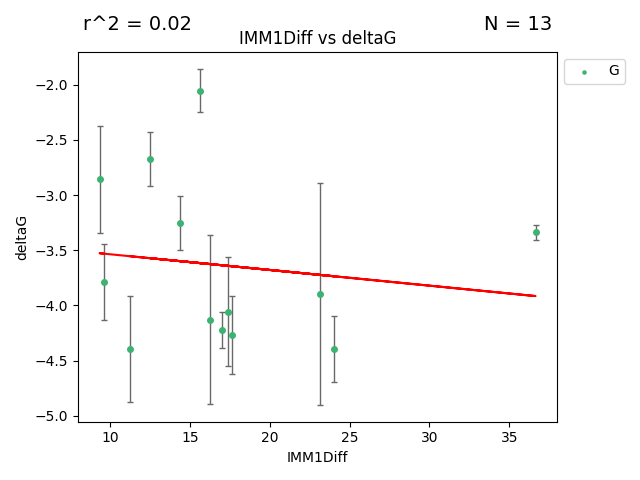 r^2 = 0.02
N = 13
IMM1Diff vs deltaG
G
−2.0
−2.5
−3.0
−3.5
−4.0
−4.5
−5.0
deltaG
10 15 20 25 30 35
IMM1Diff